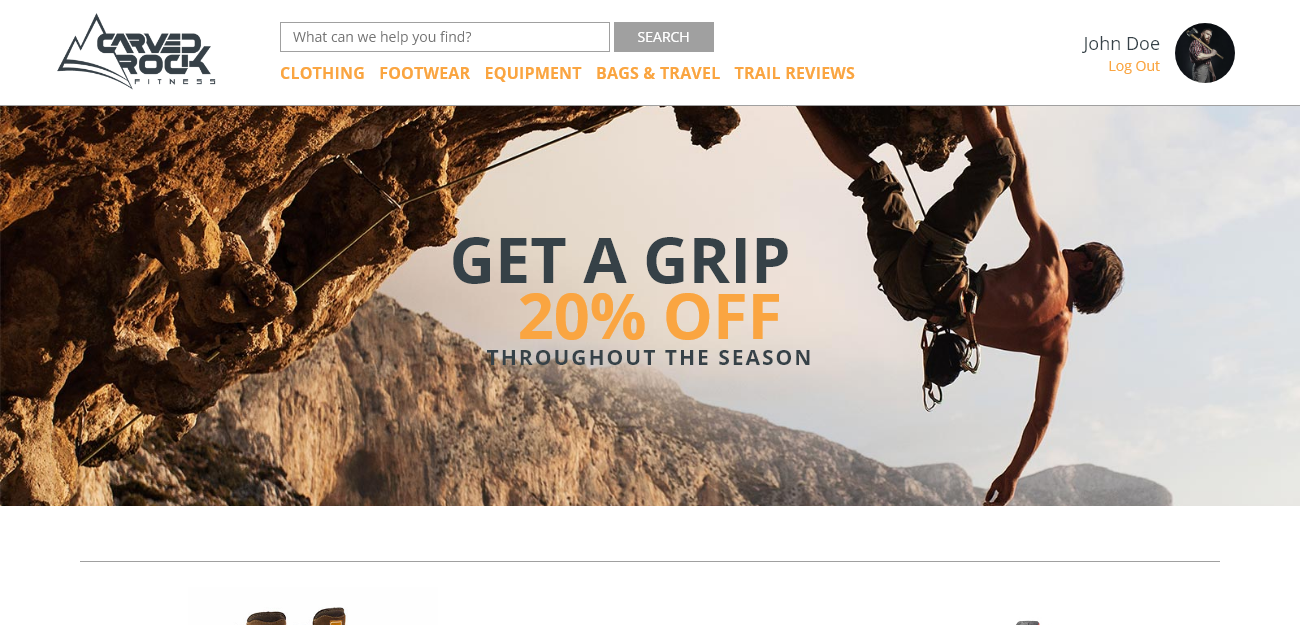 CARVED
ROCK
FITNESS
What can we help you find?
SEARCH
CLOTHING FOOTWEAR EQUIPMENT BAGS & TRAVEL TRAIL REVIEWS
John Doe
Log Out
GET A GRIP
20% OFF
THROUGHOUT THE SEASON